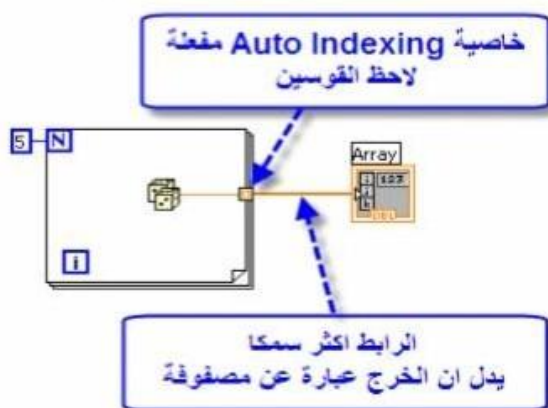 خاصية Auto Indexing مفعلة
لاحظ القوسين
5
N
Array
i
الرابط اكثر سمكا
يدل ان الخرج عبارة عن مصفوفة